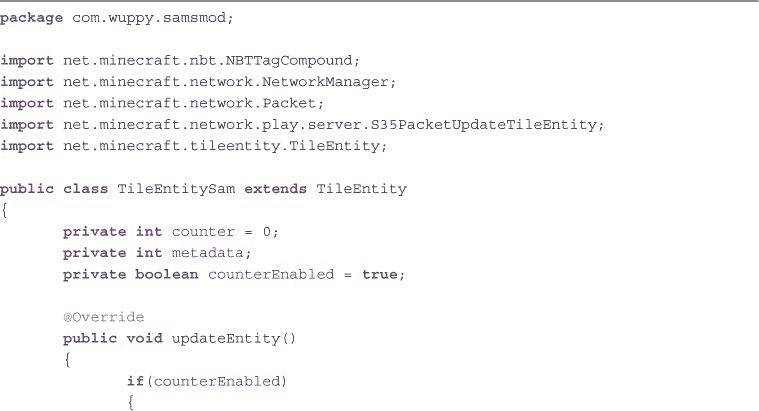 package com.wuppy.samsmod;
import net.minecraft.nbt.NBTTagCompound;
import net.minecraft.network.NetworkManager;
import net.minecraft.network.Packet;
import net.minecraft.network.play.server.S35PacketUpdateTileEntity;
import net.minecraft.tileentity.TileEntity;
public class TileEntitySam extends TileEntity
{
private int counter = 0;
private int metadata;
private boolean counterEnabled = true;
@Override
public void updateEntity()
{
if(counterEnabled)
{